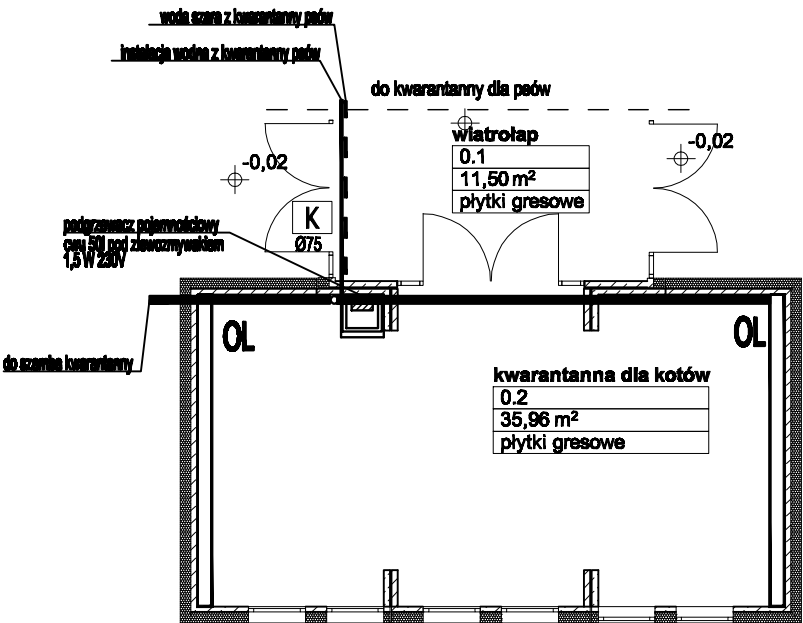 woda szara z kwarantanny psów
instalacja wodna z kwarantanny psów
do kwarantanny dla psów
wiatrołap
0.1
11,50 m²
płytki gresowe
-0,02
-0,02
K
Ø75
podgrzewacz pojemnościowy
cwu 50l pod zlewozmywakiem
1,5 W 230V
OL
OL
do szamba kwarantanny
kwarantanna dla kotów
0.2
35,96 m²
płytki gresowe